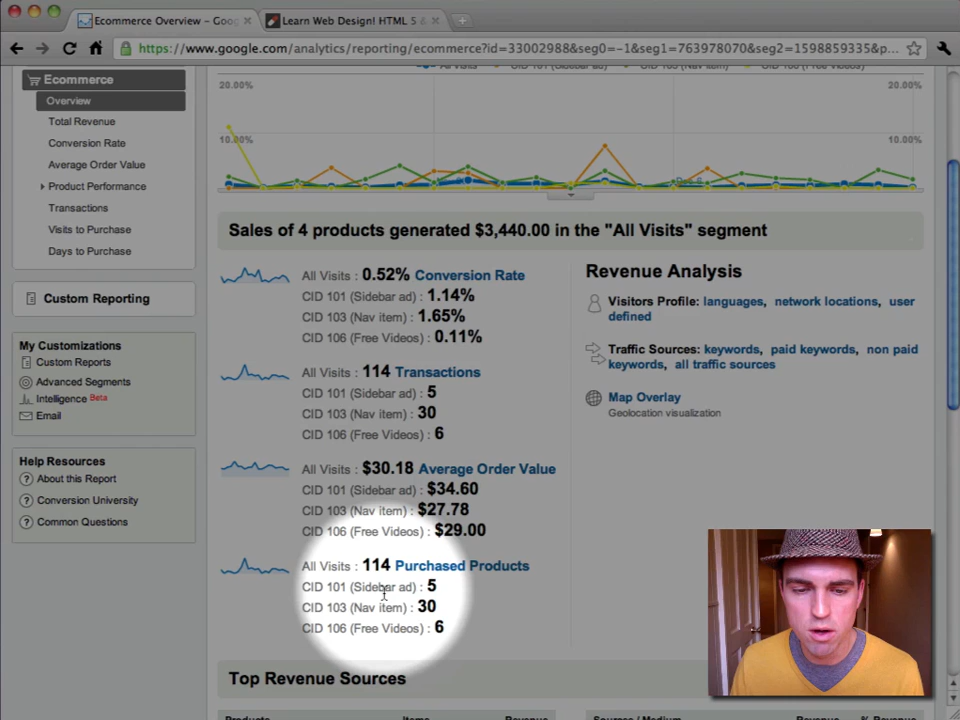 Ecommerce Overview – Goog
Learn Web Design! HTML 5 &
https://www.google.com/analytics/reporting/ecommerce?id=33002988&seg0=-1&seg1=763978070&seg2=1598859335&p...
Ecommerce
Overview
Total Revenue
Conversion Rate
Average Order Value
Product Performance
Transactions
Visits to Purchase
Days to Purchase
Custom Reporting
My Customizations
Custom Reports
Advanced Segments
Intelligence Beta
Email
Help Resources
About this Report
Conversion University
Common Questions
20.00% 20.00%
10.00% 10.00%
Sales of 4 products generated $3,440.00 in the "All Visits" segment
All Visits : 0.52% Conversion Rate
CID 101 (Sidebar ad) : 1.14%
CID 103 (Nav item) : 1.65%
CID 106 (Free Videos) : 0.11%
All Visits : 114 Transactions
CID 101 (Sidebar ad) : 5
CID 103 (Nav item) : 30
CID 106 (Free Videos) : 6
All Visits : $30.18 Average Order Value
CID 101 (Sidebar ad) : $34.60
CID 103 (Nav item) : $27.78
CID 106 (Free Videos) : $29.00
All Visits : 114 Purchased Products
CID 101 (Sidebar ad) : 5
CID 103 (Nav item) : 30
CID 106 (Free Videos) : 6
Revenue Analysis
Visitors Profile: languages, network locations, user
defined
Traffic Sources: keywords, paid keywords, non paid
keywords, all traffic sources
Map Overlay
Geolocation visualization
Top Revenue Sources
Products Items Revenue
Sources / Medium Revenue % Revenue